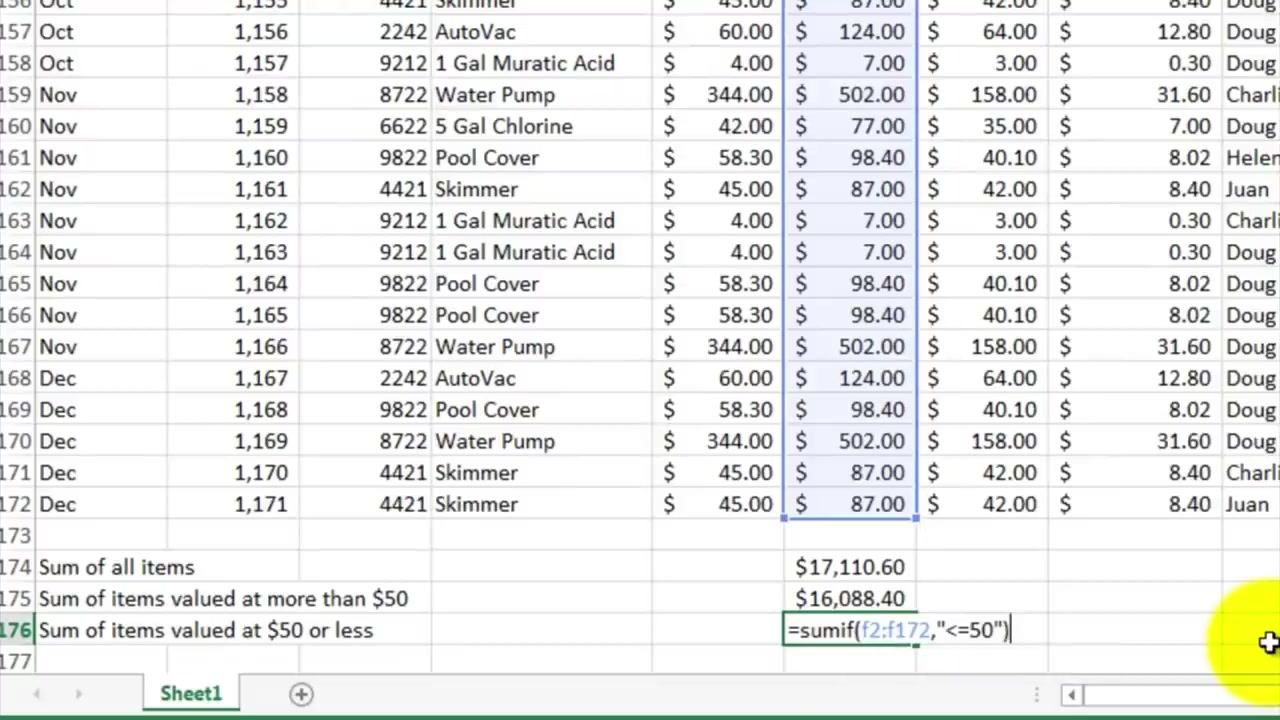 156 Oct 1,155 4421 Skimmer $ 45.00 $ 87.00 $ 42.00 $ 8.40 Doug
157 Oct 1,156 2242 AutoVac $ 60.00 $ 124.00 $ 64.00 $ 12.80 Doug
158 Oct 1,157 9212 1 Gal Muratic Acid $ 4.00 $ 7.00 $ 3.00 $ 0.30 Doug
159 Nov 1,158 8722 Water Pump $ 344.00 $ 502.00 $ 158.00 $ 31.60 Charli
160 Nov 1,159 6622 5 Gal Chlorine $ 42.00 $ 77.00 $ 35.00 $ 7.00 Doug
161 Nov 1,160 9822 Pool Cover $ 58.30 $ 98.40 $ 40.10 $ 8.02 Helen
162 Nov 1,161 4421 Skimmer $ 45.00 $ 87.00 $ 42.00 $ 8.40 Juan
163 Nov 1,162 9212 1 Gal Muratic Acid $ 4.00 $ 7.00 $ 3.00 $ 0.30 Charli
164 Nov 1,163 9212 1 Gal Muratic Acid $ 4.00 $ 7.00 $ 3.00 $ 0.30 Doug
165 Nov 1,164 9822 Pool Cover $ 58.30 $ 98.40 $ 40.10 $ 8.02 Doug
166 Nov 1,165 9822 Pool Cover $ 58.30 $ 98.40 $ 40.10 $ 8.02 Doug
167 Nov 1,166 8722 Water Pump $ 344.00 $ 502.00 $ 158.00 $ 31.60 Doug
168 Dec 1,167 2242 AutoVac $ 60.00 $ 124.00 $ 64.00 $ 12.80 Doug
169 Dec 1,168 9822 Pool Cover $ 58.30 $ 98.40 $ 40.10 $ 8.02 Doug
170 Dec 1,169 8722 Water Pump $ 344.00 $ 502.00 $ 158.00 $ 31.60 Doug
171 Dec 1,170 4421 Skimmer $ 45.00 $ 87.00 $ 42.00 $ 8.40 Charli
172 Dec 1,171 4421 Skimmer $ 45.00 $ 87.00 $ 42.00 $ 8.40 Juan
173
174 Sum of all items $17,110.60
175 Sum of items valued at more than $50 $16,088.40
176 Sum of items valued at $50 or less =sumif(f2:f172,"<=50")
177
Sheet1